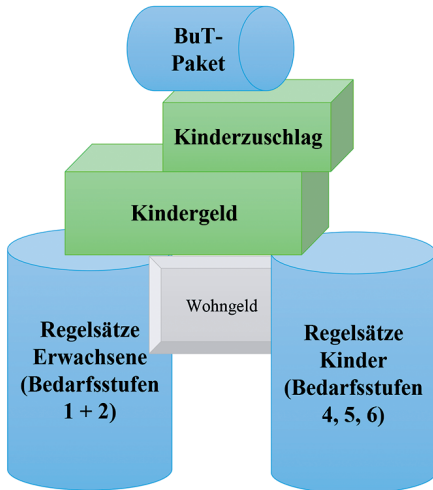 BuT-
Paket
Kinderzuschlag
Kindergeld
Wohngeld
Regelsätze
Erwachsene
(Bedarfsstufen
1 + 2)
Regelsätze
Kinder
(Bedarfsstufen
4, 5, 6)